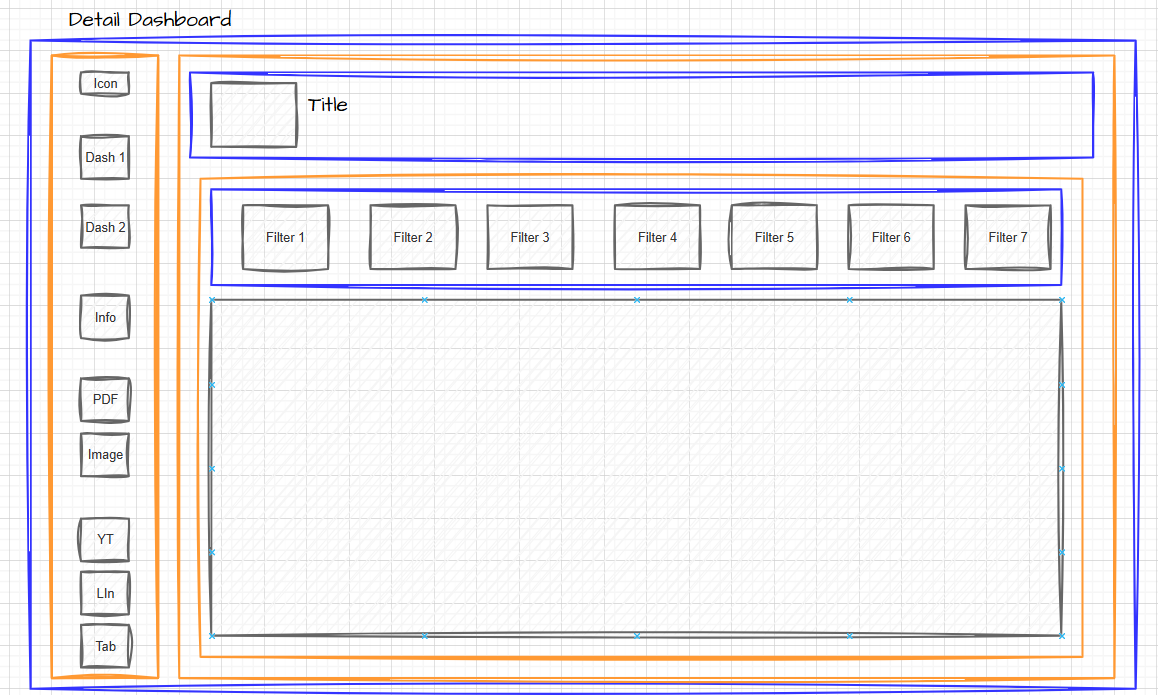 Detail Dashboard
Icon
Dash 1
Dash 2
Info
PDF
Image
YT
LIn
Tab
Title
Filter 1
Filter 2
Filter 3
Filter 4
Filter 5
Filter 6
Filter 7